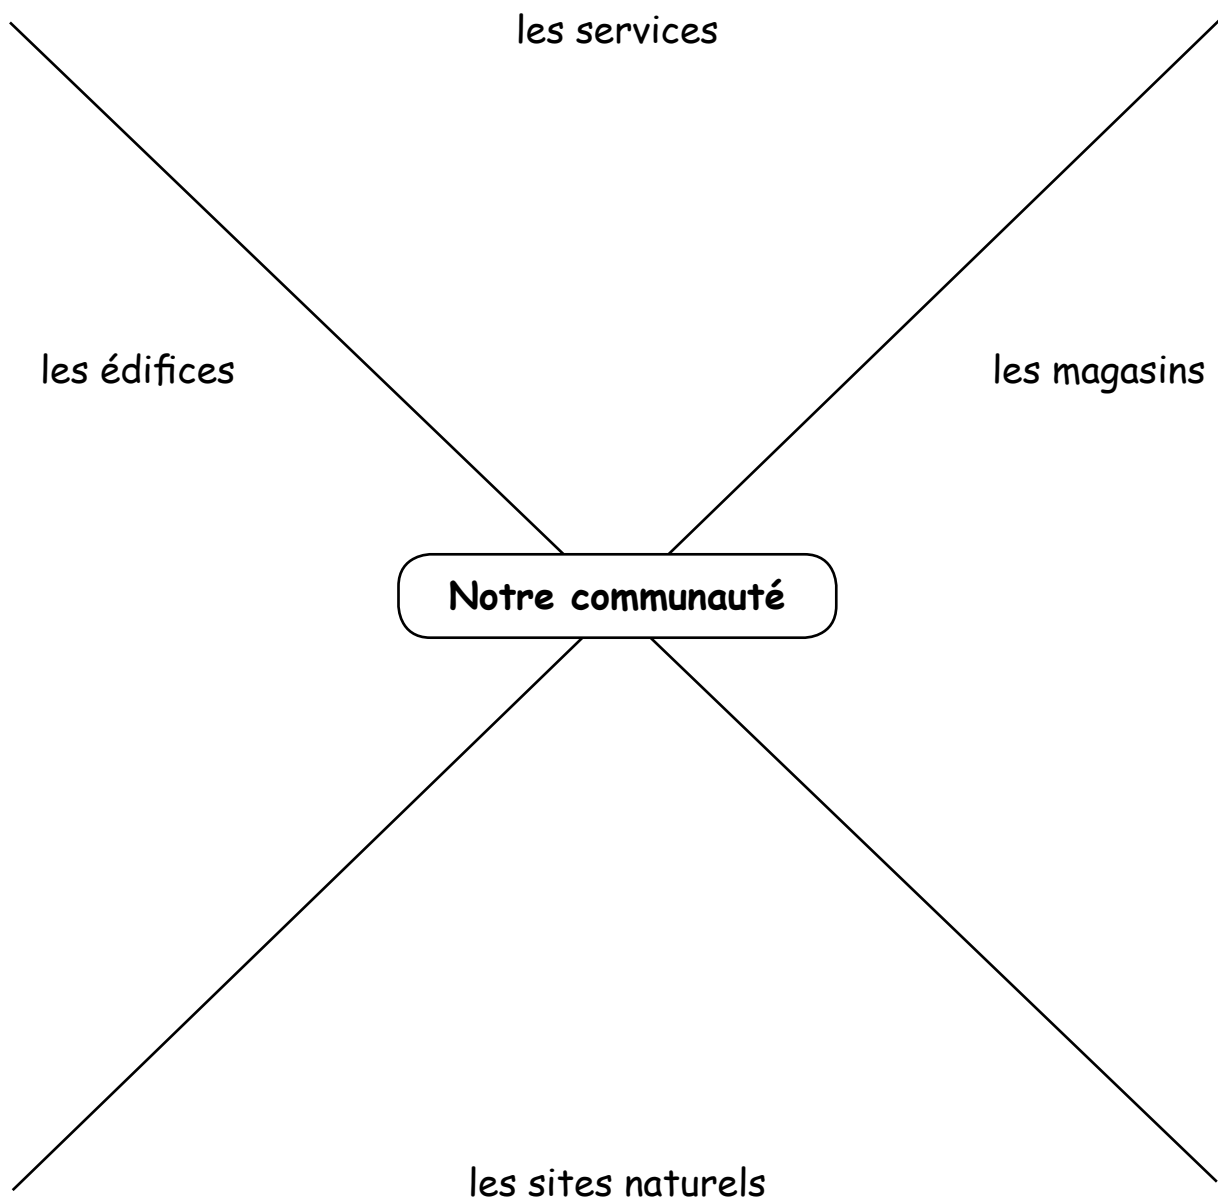 les services
les édifices
les magasins
Notre communauté
les sites naturels